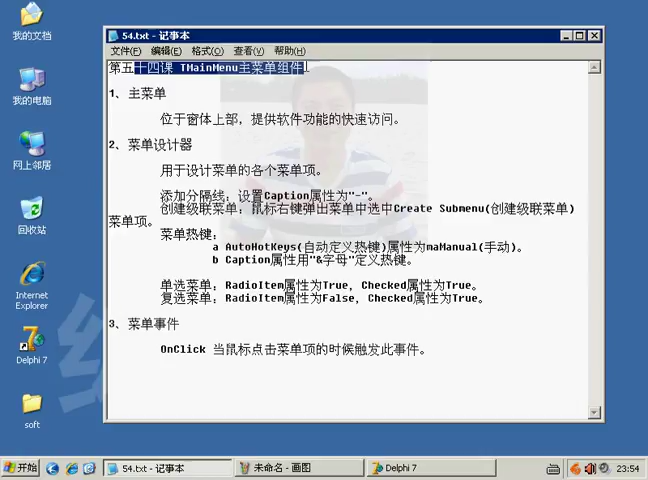 我的文档
我的电脑
网上邻居
回收站
Internet
Explorer
Delphi 7
soft
54.txt - 记事本
文件(F) 编辑(E) 格式(O) 查看(V) 帮助(H)
第五十四课 TMainMenu主菜单组件
1、主菜单
位于窗体上部，提供软件功能的快速访问。
2、菜单设计器
用于设计菜单的各个菜单项。
添加分隔线：设置Caption属性为"-"。
创建级联菜单：鼠标右键弹出菜单中选中Create Submenu(创建级联菜单)
菜单项。
菜单热键：
a AutoHotKeys(自动定义热键)属性为maManual(手动)。
b Caption属性用"&字母"定义热键。
单选菜单：RadioItem属性为True, Checked属性为True。
复选菜单：RadioItem属性为False, Checked属性为True。
3、菜单事件
OnClick 当鼠标点击菜单项的时候触发此事件。
开始 54.txt - 记事本 未命名 - 画图 Delphi 7 23:54